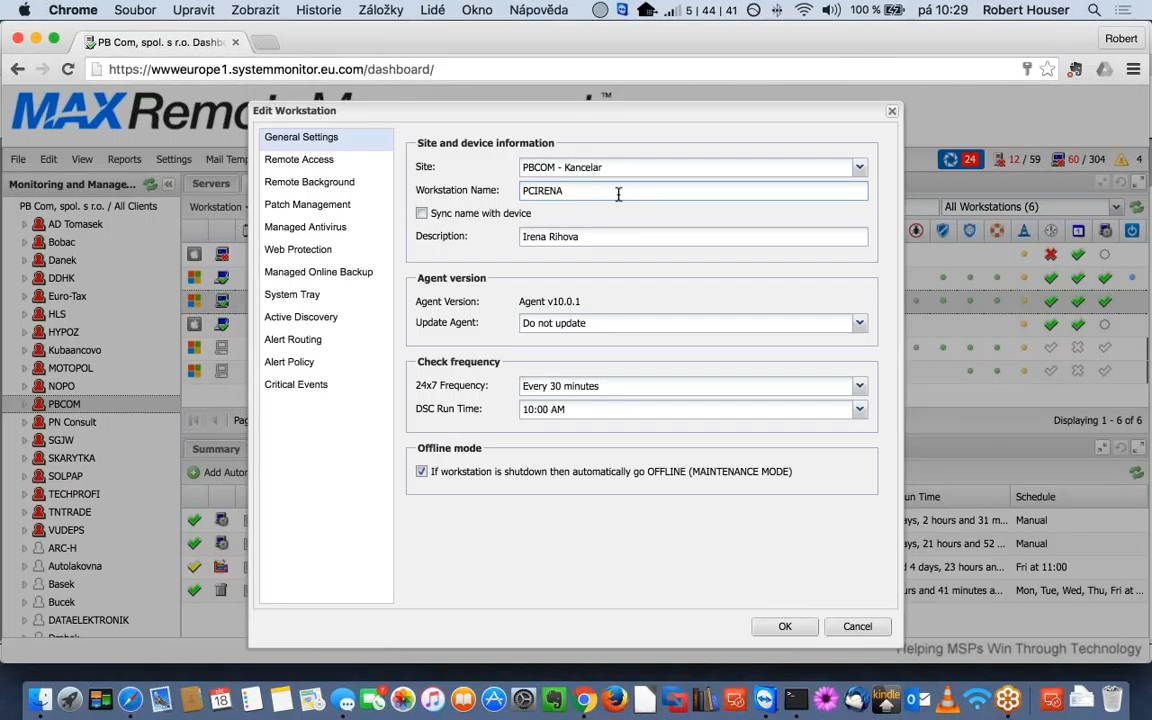 Chrome Soubor Upravit Zobrazit Historie Záložky Lidé Okno Nápověda 5 | 44 | 41 100 % pá 10:29 Robert Houser
PB Com, spol. s r.o. Dashb Robert
https://wwweurope1.systemmonitor.eu.com/dashboard/
MAX Remo ™
Edit Workstation
File Edit View Reports Settings Mail Temp 24 12 / 59 60 / 304 4
Monitoring and Manage Servers
PB Com, spol. s r.o. / All Clients
Workstation All Workstations (6)
AD Tomasek
Bobac
Danek
DDHK
Euro-Tax
HLS
HYPOZ
Kubaancovo
MOTOPOL
NOPO
PBCOM
PN Consult
SGJW
SKARYTKA
SOLPAP
TECHPROFI
TNTRADE
VUDEPS
ARC-H
Autolakovna
Basek
Bucek
DATAELEKTRONIK
General Settings
Remote Access
Remote Background
Patch Management
Managed Antivirus
Web Protection
Managed Online Backup
System Tray
Active Discovery
Alert Routing
Alert Policy
Critical Events
Site and device information
Site: PBCOM - Kancelar
Workstation Name: PCIRENA
Sync name with device
Description: Irena Rihova
Agent version
Agent Version: Agent v10.0.1
Update Agent: Do not update
Check frequency
24x7 Frequency: Every 30 minutes
DSC Run Time: 10:00 AM
Offline mode
If workstation is shutdown then automatically go OFFLINE (MAINTENANCE MODE)
OK Cancel
Pag Displaying 1 - 6 of 6
Summary
Add Autor un Time Schedule
ays, 2 hours and 31 m... Manual
ays, 21 hours and 52 ... Manual
4 days, 23 hours and ... Fri at 11:00
urs and 41 minutes a... Mon, Tue, Wed, Thu, Fri at ...
Helping MSPs Win Through Technology
18
kindle